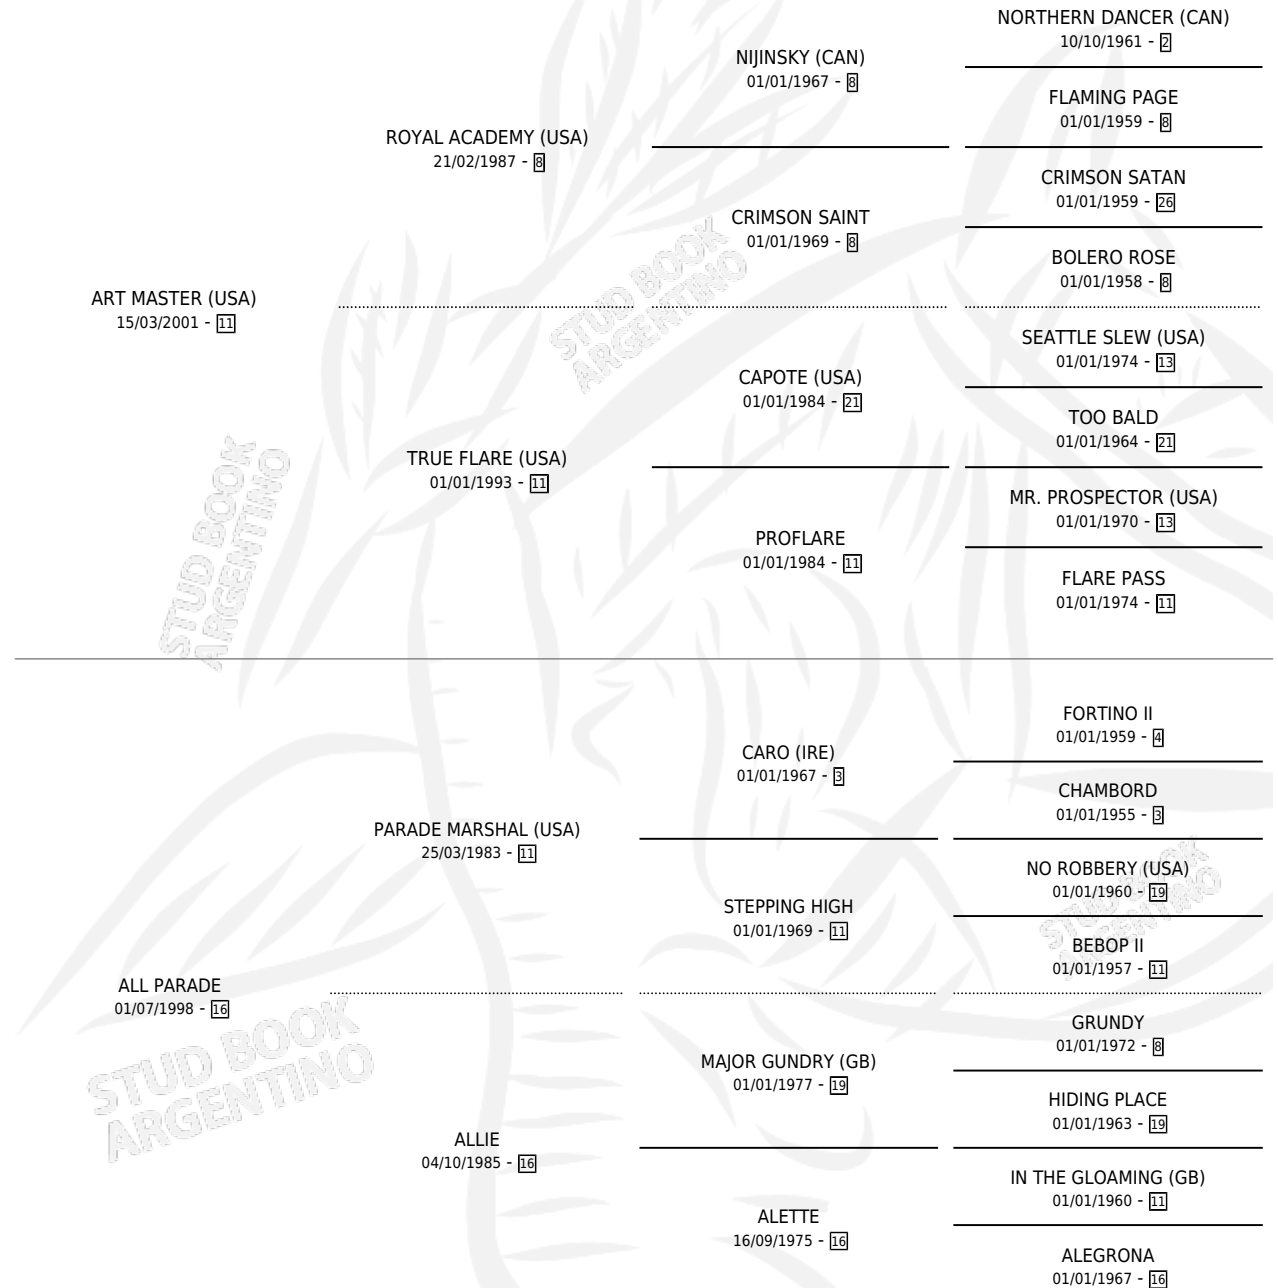 NORTHERN DANCER (CAN)
10/10/1961 - 2
NIJINSKY (CAN)
01/01/1967 - 8
FLAMING PAGE
01/01/1959 - 8
ROYAL ACADEMY (USA)
21/02/1987 - 8
CRIMSON SATAN
01/01/1959 - 26
CRIMSON SAINT
01/01/1969 - 8
BOLERO ROSE
01/01/1958 - 8
ART MASTER (USA)
15/03/2001 - 11
STUD BOOK
ARGENTINO
SEATTLE SLEW (USA)
01/01/1974 - 13
CAPOTE (USA)
01/01/1984 - 21
TOO BALD
01/01/1964 - 21
TRUE FLARE (USA)
01/01/1993 - 11
MR. PROSPECTOR (USA)
01/01/1970 - 13
PROFLARE
01/01/1984 - 11
FLARE PASS
01/01/1974 - 11
STUD BOOK
ARGENTINO
FORTINO II
01/01/1959 - 4
CARO (IRE)
01/01/1967 - 3
CHAMBORD
01/01/1955 - 3
PARADE MARSHAL (USA)
25/03/1983 - 11
NO ROBBERY (USA)
01/01/1960 - 19
STEPPING HIGH
01/01/1969 - 11
STUD BOOK
ARGENTINO
BEBOP II
01/01/1957 - 11
ALL PARADE
01/07/1998 - 16
GRUNDY
01/01/1972 - 8
MAJOR GUNDRY (GB)
01/01/1977 - 19
STUD BOOK
ARGENTINO
HIDING PLACE
01/01/1963 - 19
ALLIE
04/10/1985 - 16
IN THE GLOAMING (GB)
01/01/1960 - 11
ALETTE
16/09/1975 - 16
ALEGRONA
01/01/1967 - 16